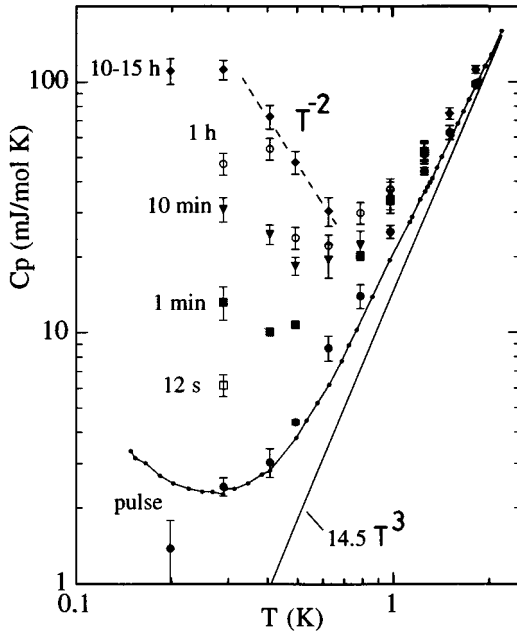 100
10-15 h
T-2
1 h
10 min
Cp (mJ/mol K)
10
1 min
12 s
pulse
14.5 T3
1
0.1
1
T (K)